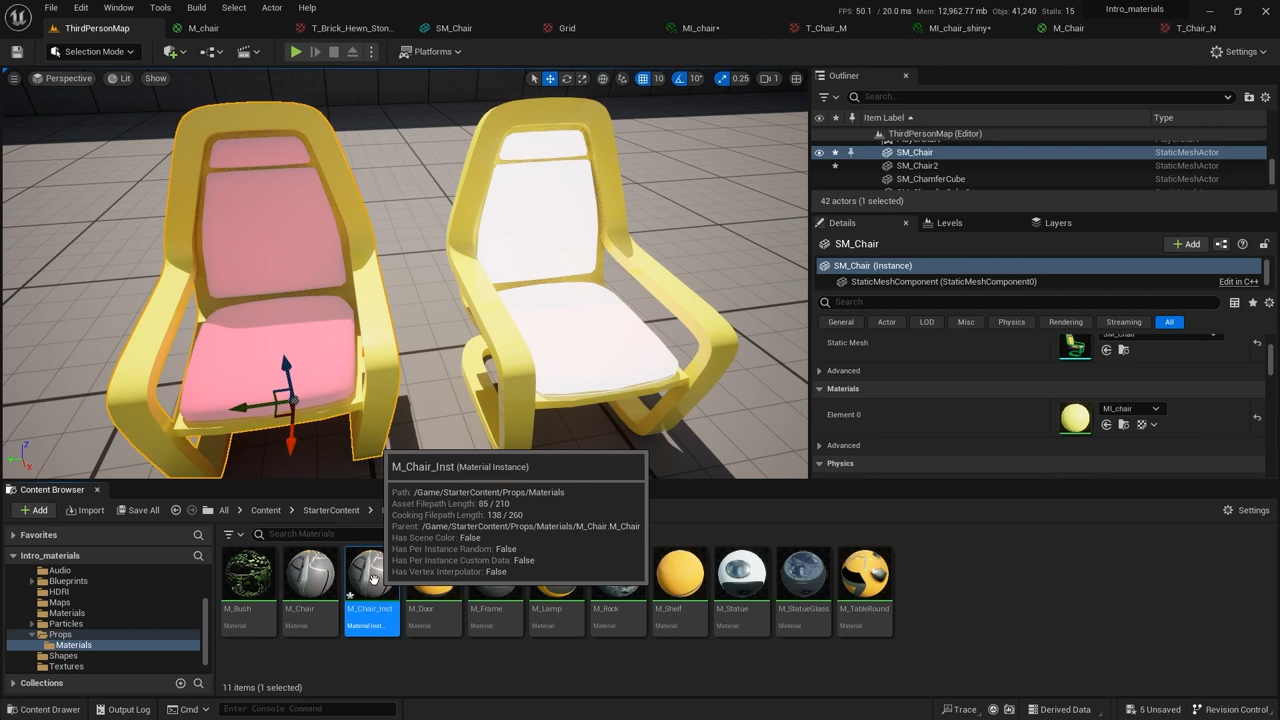 File Edit Window Tools Build Select Actor Help
FPS: 50.1 / 20.0 ms Mem: 12,962.77 mb Objs: 41,240 Stalls: 15
Intro_materials
ThirdPersonMap M_chair T_Brick_Hewn_Ston... SM_Chair Grid MI_chair* T_Chair_M MI_chair_shiny* M_Chair T_Chair_N
Selection Mode Platforms Settings
Perspective Lit Show 10 10° 0.25 1
Outliner
Search...
Item Label Type
ThirdPersonMap (Editor)
SM_Chair StaticMeshActor
SM_Chair2 StaticMeshActor
SM_ChamferCube StaticMeshActor
42 actors (1 selected)
Details Levels Layers
SM_Chair Add
SM_Chair (Instance)
StaticMeshComponent (StaticMeshComponent0) Edit in C++
Search
General Actor LOD Misc Physics Rendering Streaming All
Static Mesh SM_Chair
Advanced
Materials
Element 0 MI_chair
Advanced
Physics
Z
Y
X
Content Browser
Add Import Save All All Content StarterContent
Settings
Favorites
Search Materials
Intro_materials
Audio
Blueprints
HDRI
Maps
Materials
Particles
Props
Materials
Shapes
Textures
Collections
M_Chair_Inst (Material Instance)
Path: /Game/StarterContent/Props/Materials
Asset Filepath Length: 85 / 210
Cooking Filepath Length: 138 / 260
Parent: /Game/StarterContent/Props/Materials/M_Chair.M_Chair
Has Scene Color: False
Has Per Instance Random: False
Has Per Instance Custom Data: False
Has Vertex Interpolator: False
M_Bush M_Chair M_Chair_Inst M_Door M_Frame M_Lamp M_Rock M_Shelf M_Statue M_StatueGlass M_TableRound
Material Material Material Inst.. Material Material Material Material Material Material Material Material
11 items (1 selected)
Content Drawer Output Log Cmd Enter Console Command Trace Derived Data 5 Unsaved Revision Control